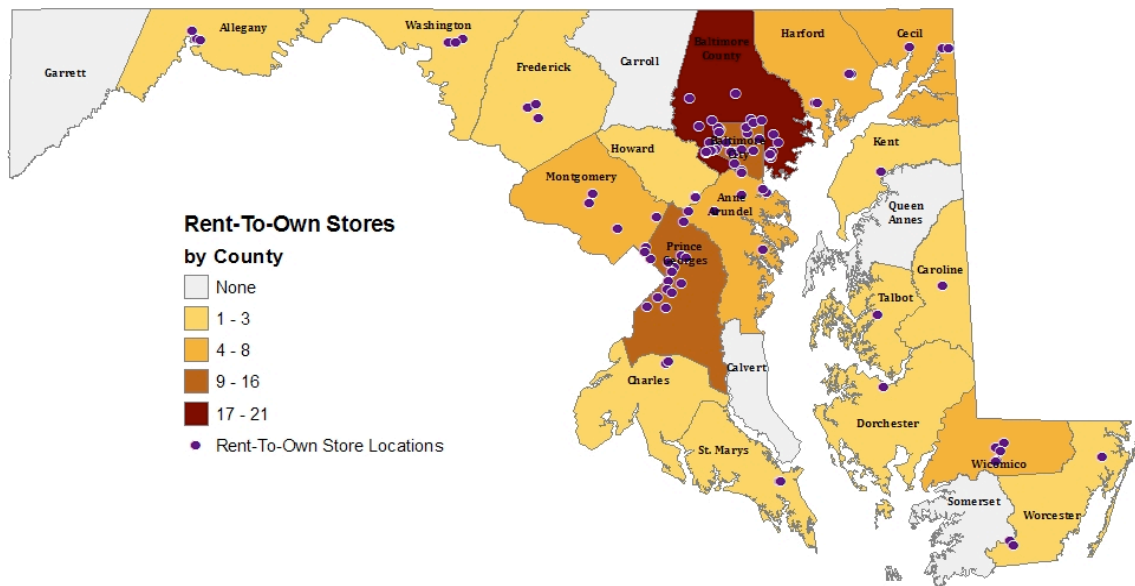 Garrett
Allegany
Washington
Frederick
Carroll
Baltimore
County
Harford
Cecil
Howard
Baltimore
City
Kent
Montgomery
Anne
Arundel
Queen
Annes
Prince
Georges
Caroline
Talbot
Calvert
Charles
Dorchester
St. Marys
Wicomico
Somerset
Worcester
Rent-To-Own Stores
by County
None
1 - 3
4 - 8
9 - 16
17 - 21
Rent-To-Own Store Locations